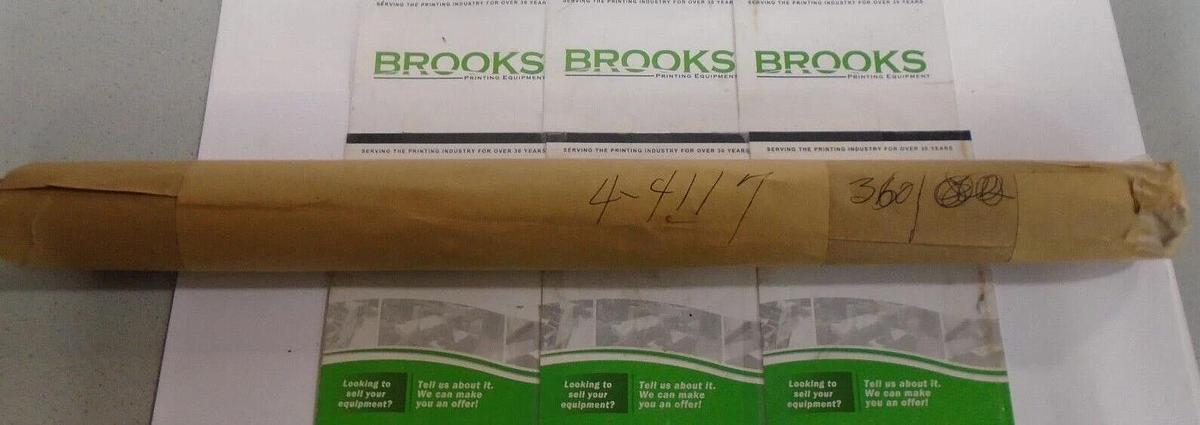 SERVING THE PRINTING INDUSTRY FOR OVER 30 YEAR SERVING THE PRINTING INDUSTRY FOR OVER 30 YEAR SERVING THE PRINTING INDUSTRY FOR OVER 30 YEARS
BROOKS BROOKS BROOKS
PRINTING EQUIPMENT PRINTING EQUIPMENT PRINTING EQUIPMENT
SERVING THE PRINTING INDUSTRY FOR OVER 30 YEARS SERVING THE PRINTING INDUSTRY FOR OVER 30 YEARS SERVING THE PRINTING INDUSTRY FOR OVER 30 YEARS
4-4117 360/
Looking to
sell your
equipment?
Tell us about it.
We can make
you an offer!
Looking to
sell your
equipment?
Tell us about it.
We can make
you an offer!
Looking to
sell your
equipment?
Tell us about it.
We can make
you an offer!